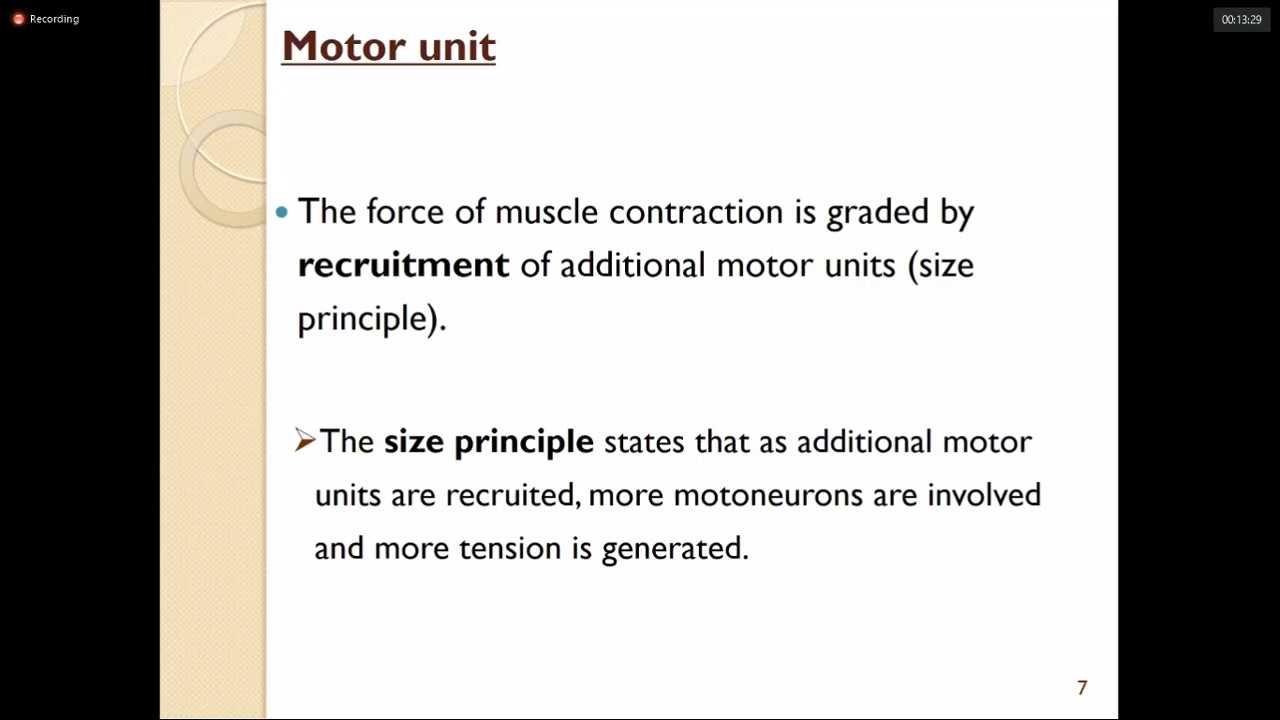 Recording
00:13:29
Motor unit
• The force of muscle contraction is graded by
recruitment of additional motor units (size
principle).
➢The size principle states that as additional motor
units are recruited, more motoneurons are involved
and more tension is generated.
7